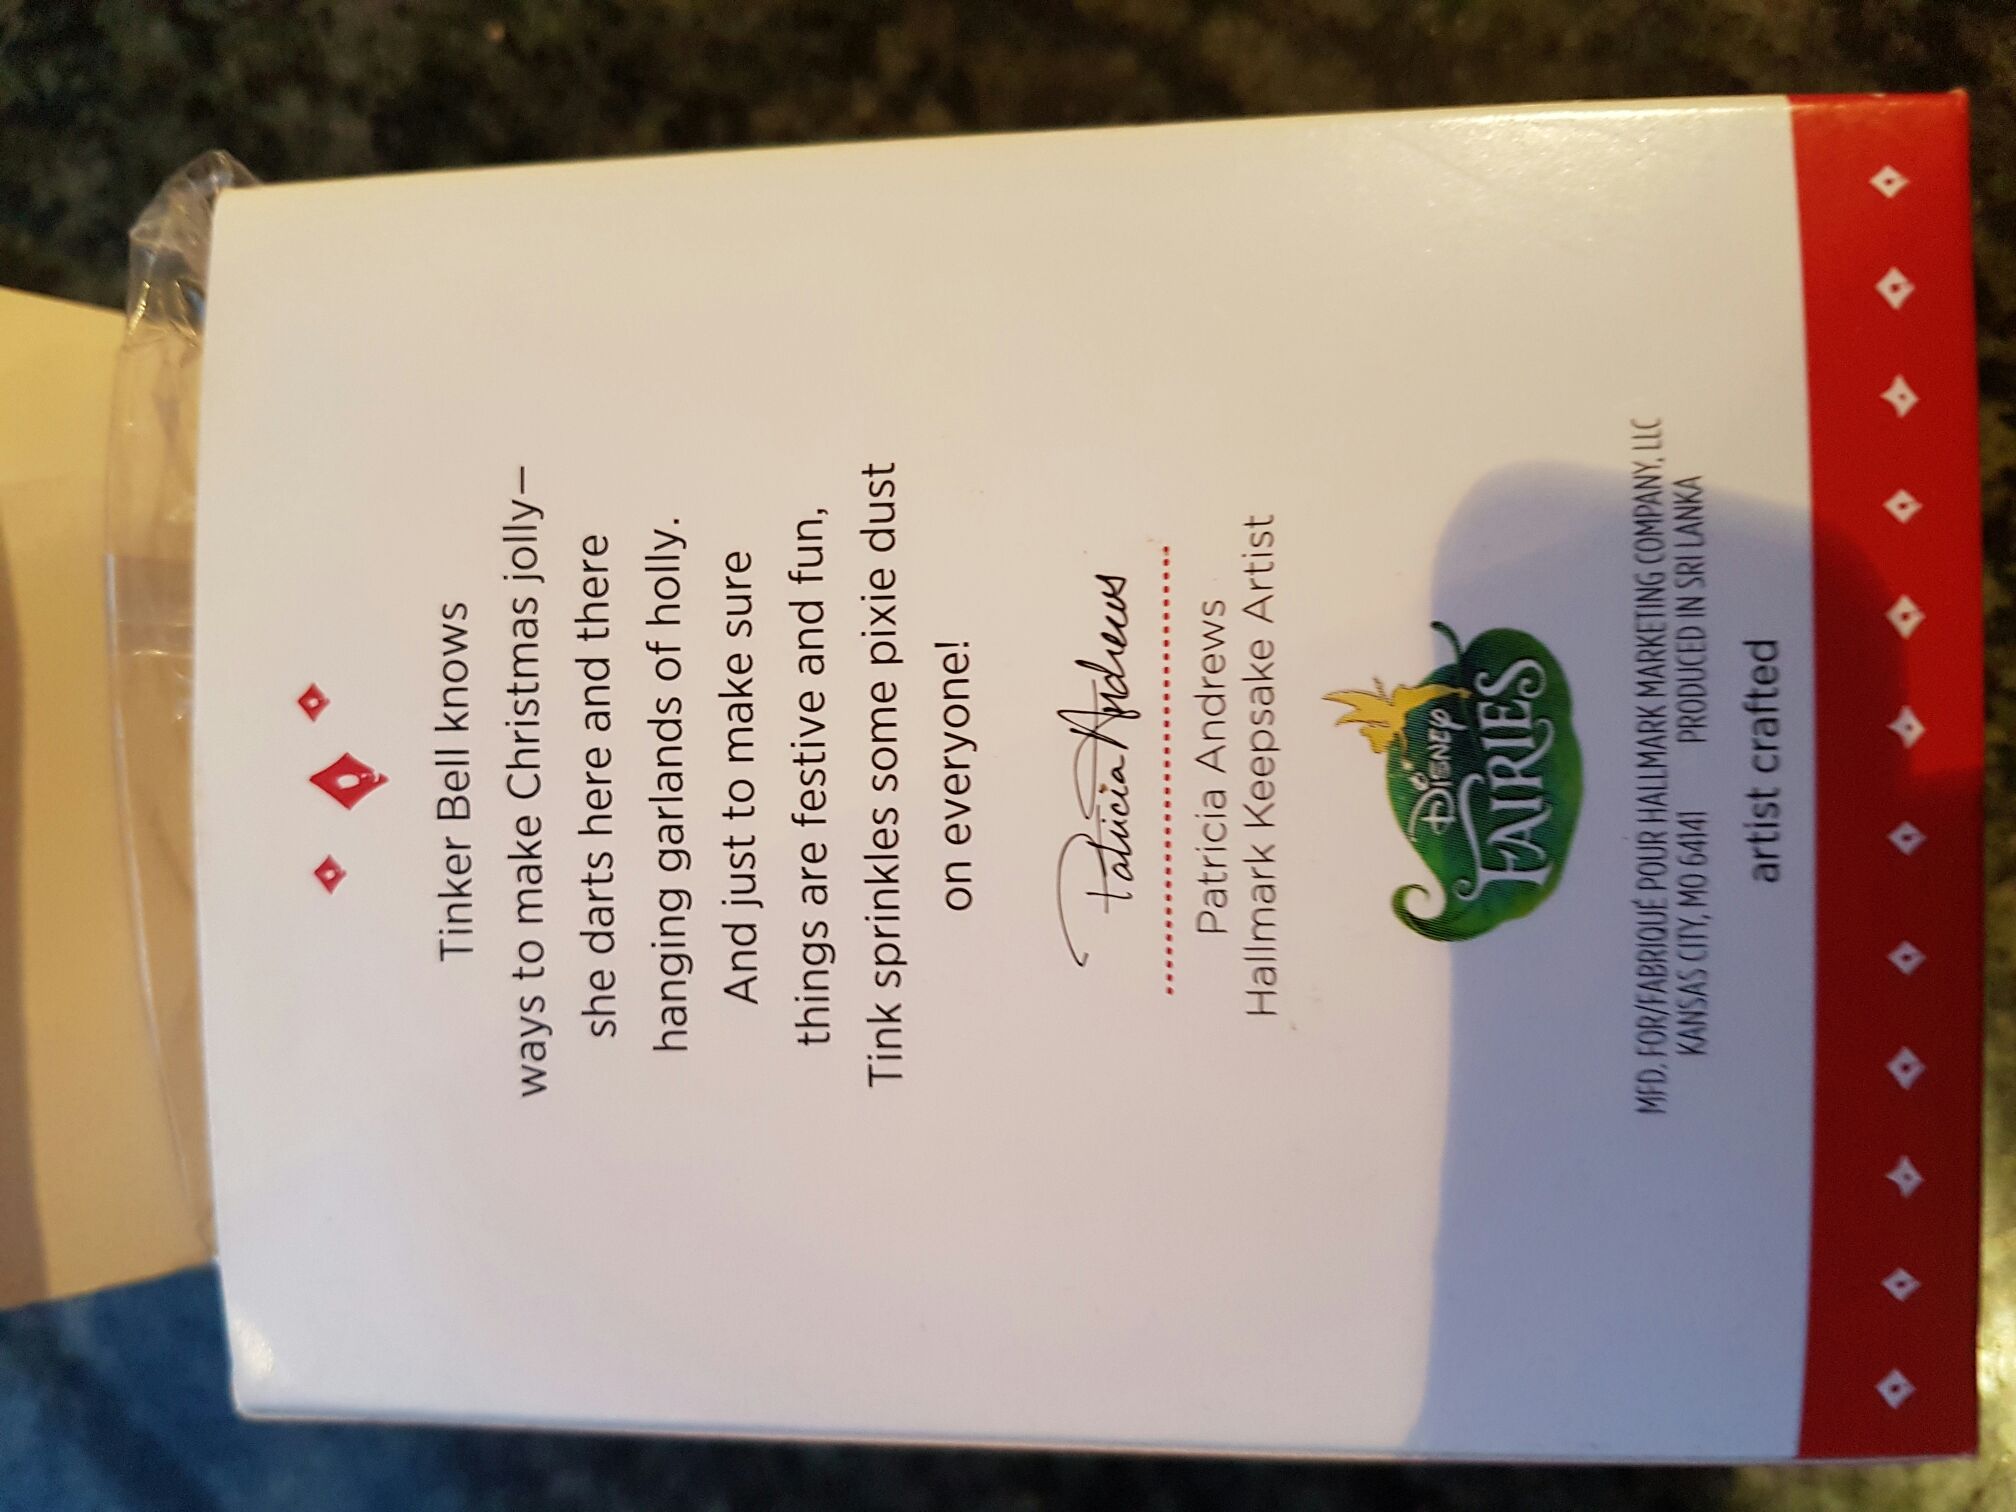 Tinker Bell knows
ways to make Christmas jolly—
she darts here and there
hanging garlands of holly.
And just to make sure
things are festive and fun,
Tink sprinkles some pixie dust
on everyone!
Patricia Andrews
Patricia Andrews
Hallmark Keepsake Artist
Disney
FAIRIES
MFD. FOR/FABRIQUÉ POUR HALLMARK MARKETING COMPANY, LLC
KANSAS CITY, MO 64141 PRODUCED IN SRI LANKA
artist crafted